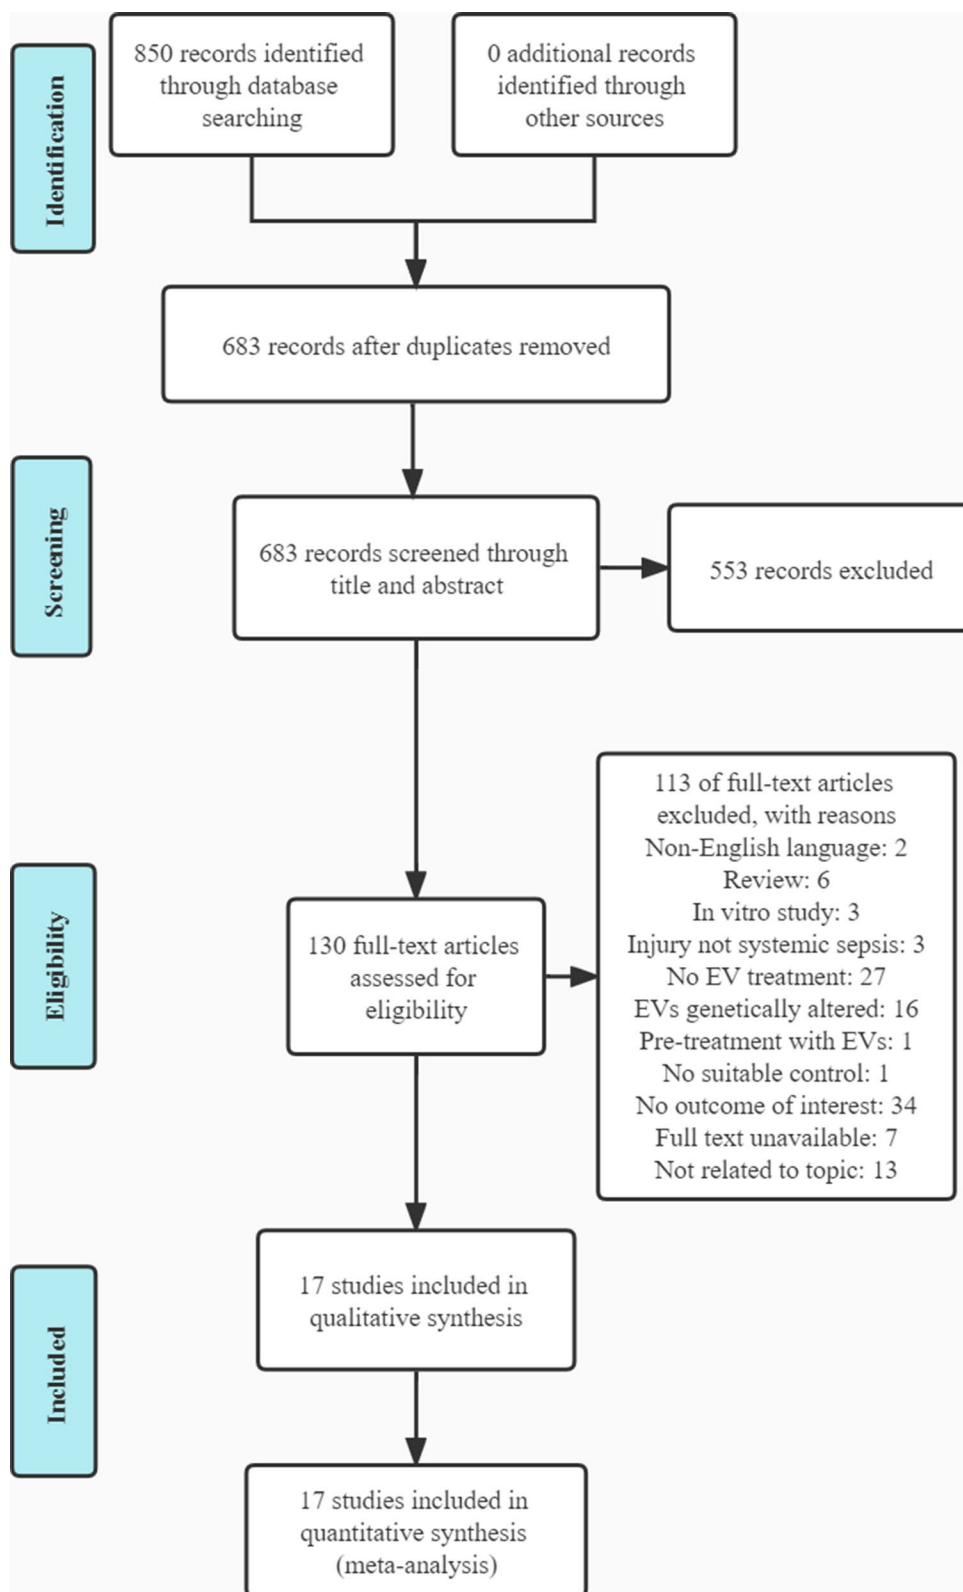 Identification
850 records identified
through database
searching
0 additional records
identified through
other sources
683 records after duplicates removed
Screening
683 records screened through
title and abstract
553 records excluded
Eligibility
130 full-text articles
assessed for
eligibility
113 of full-text articles
excluded, with reasons
Non-English language: 2
Review: 6
In vitro study: 3
Injury not systemic sepsis: 3
No EV treatment: 27
EVs genetically altered: 16
Pre-treatment with EVs: 1
No suitable control: 1
No outcome of interest: 34
Full text unavailable: 7
Not related to topic: 13
Included
17 studies included in
qualitative synthesis
17 studies included in
quantitative synthesis
(meta-analysis)